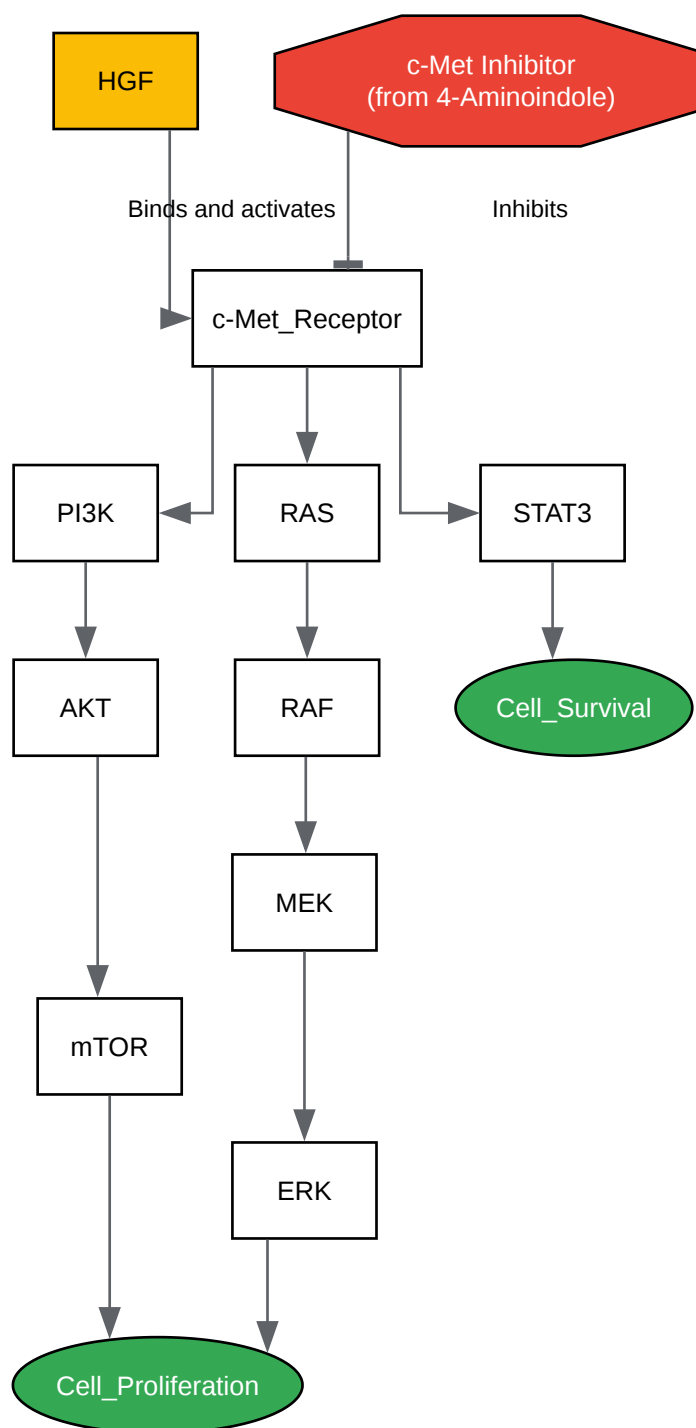 HGF
c-Met Inhibitor
(from 4-Aminoindole)
Binds and activates
Inhibits
c-Met_Receptor
PI3K
RAS
STAT3
AKT
RAF
Cell_Survival
MEK
mTOR
ERK
Cell_Proliferation